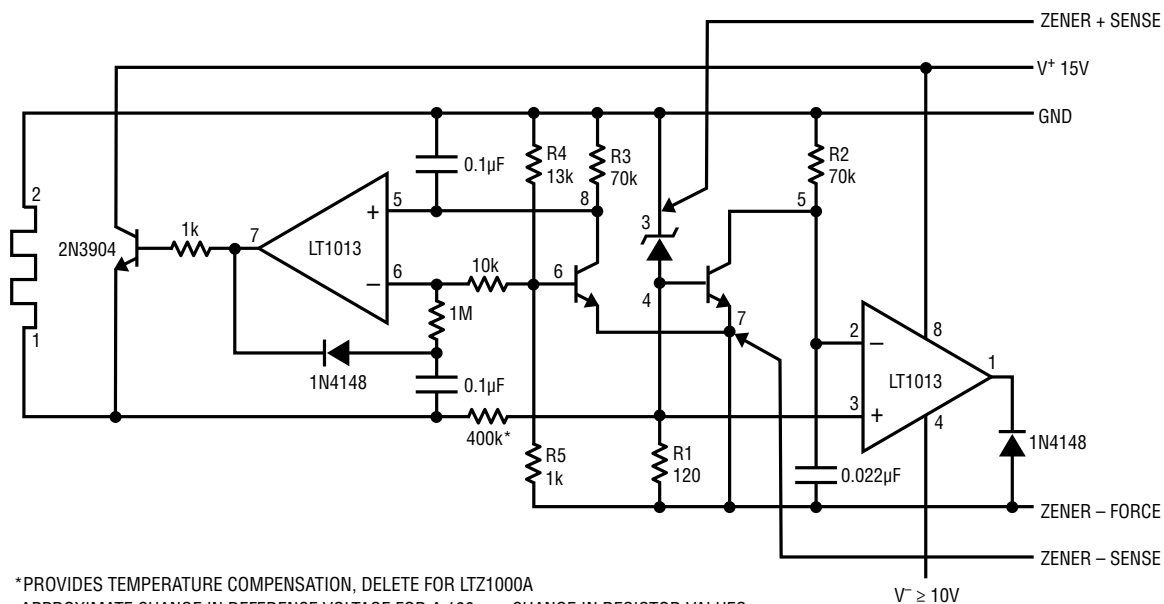 ZENER + SENSE
V+ 15V
GND
2
1
2N3904
1k
7
LT1013
+
5
–
6
0.1µF
10k
1M
1N4148
0.1µF
400k*
R4
13k
R3
70k
8
6
R5
1k
3
4
R1
120
7
R2
70k
5
2
–
3
+
LT1013
8
1
4
1N4148
0.022µF
ZENER – FORCE
ZENER – SENSE
V– ≥ 10V
*PROVIDES TEMPERATURE COMPENSATION, DELETE FOR LTZ1000A